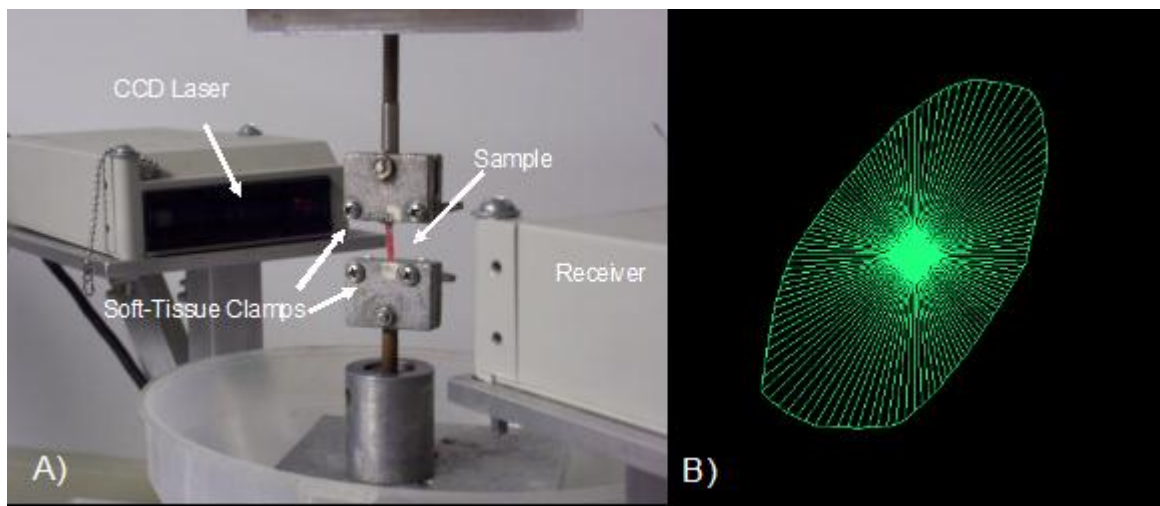 CCD Laser
Sample
Receiver
Soft-Tissue Clamps
A)
B)